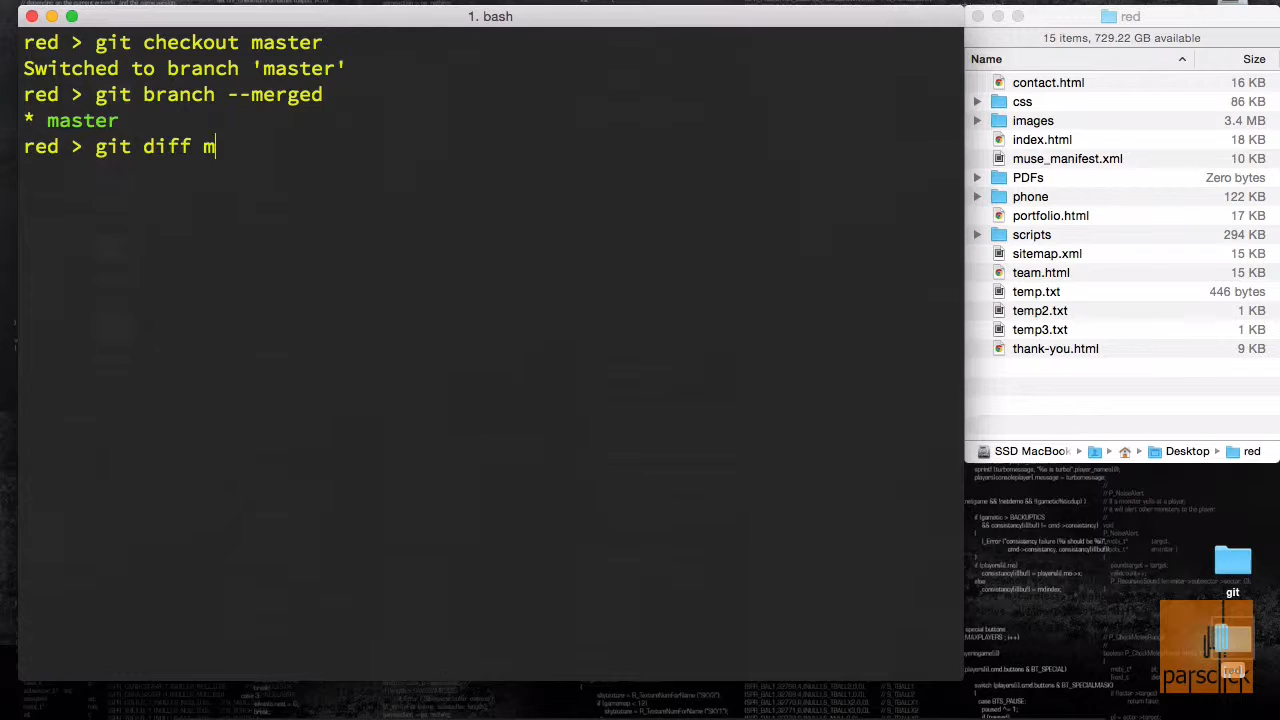 1. bash
red > git checkout master
Switched to branch 'master'
red > git branch --merged
* master
red > git diff m
red
15 items, 729.22 GB available
Name Size
contact.html 16 KB
css 86 KB
images 3.4 MB
index.html 18 KB
muse_manifest.xml 10 KB
PDFs Zero bytes
phone 122 KB
portfolio.html 17 KB
scripts 294 KB
sitemap.xml 15 KB
team.html 15 KB
temp.txt 446 bytes
temp2.txt 1 KB
temp3.txt 1 KB
thank-you.html 9 KB
SSD MacBook Desktop red
git
red
parsclick